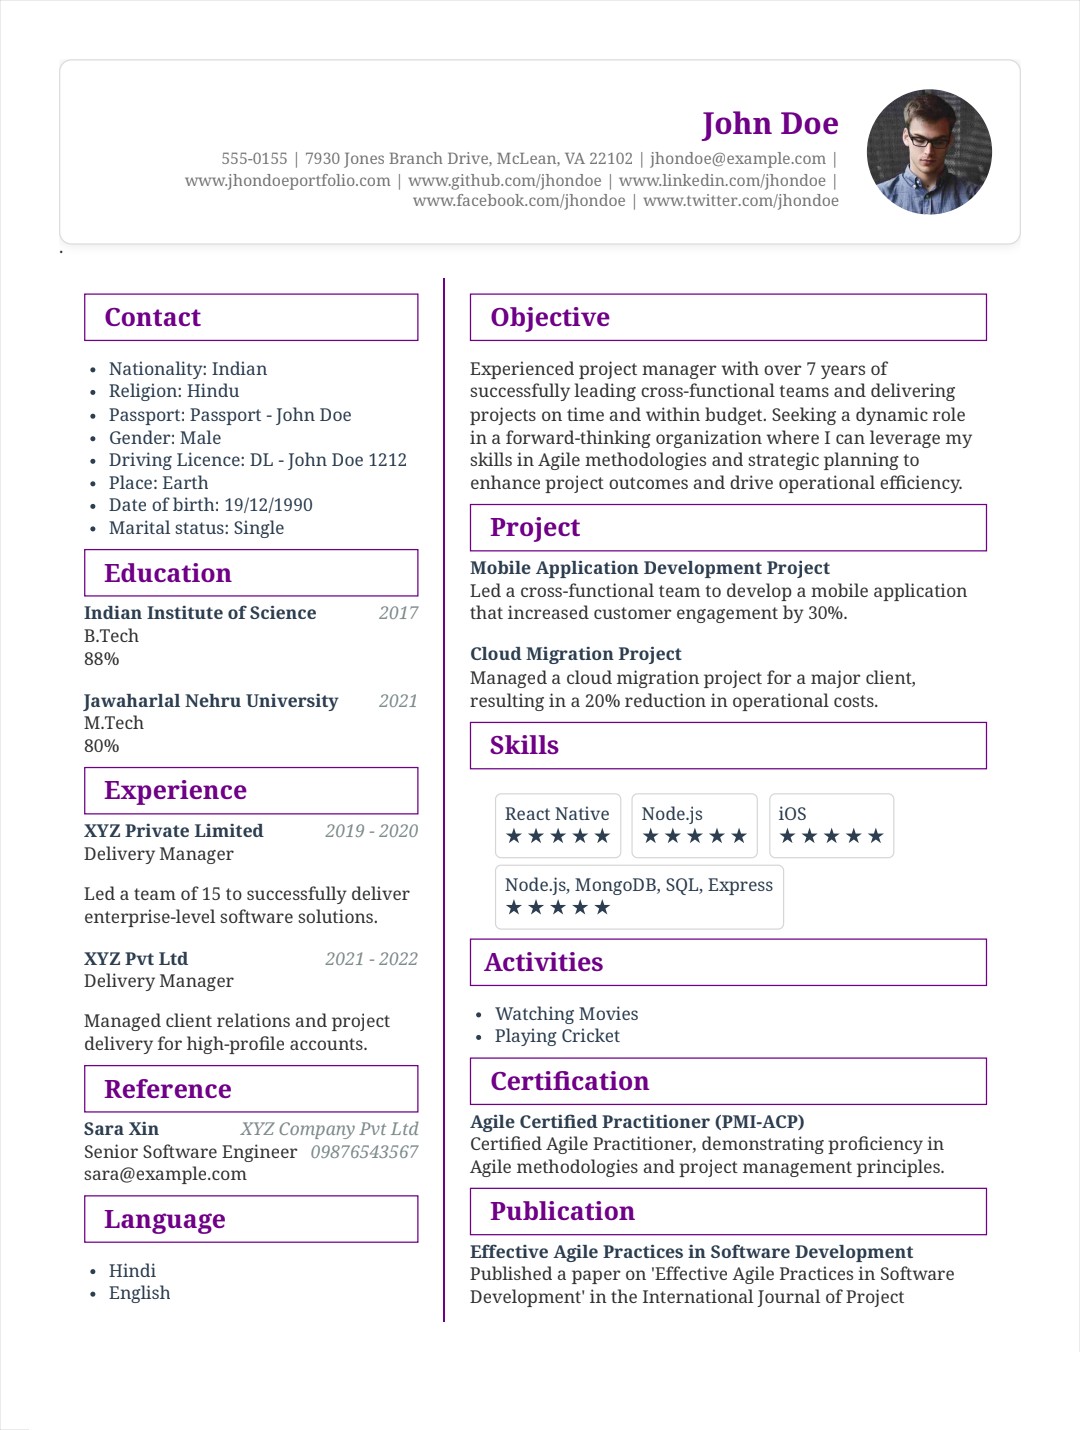 John Doe
555-0155 | 7930 Jones Branch Drive, McLean, VA 22102 | jhondoe@example.com |
www.jhondoeportfolio.com | www.github.com/jhondoe | www.linkedin.com/jhondoe |
www.facebook.com/jhondoe | www.twitter.com/jhondoe
.
Contact
• Nationality: Indian
• Religion: Hindu
• Passport: Passport - John Doe
• Gender: Male
• Driving Licence: DL - John Doe 1212
• Place: Earth
• Date of birth: 19/12/1990
• Marital status: Single
Education
Indian Institute of Science 2017
B.Tech
88%
Jawaharlal Nehru University 2021
M.Tech
80%
Experience
XYZ Private Limited 2019 - 2020
Delivery Manager
Led a team of 15 to successfully deliver
enterprise-level software solutions.
XYZ Pvt Ltd 2021 - 2022
Delivery Manager
Managed client relations and project
delivery for high-profile accounts.
Reference
Sara Xin XYZ Company Pvt Ltd
Senior Software Engineer 09876543567
sara@example.com
Language
• Hindi
• English
Objective
Experienced project manager with over 7 years of
successfully leading cross-functional teams and delivering
projects on time and within budget. Seeking a dynamic role
in a forward-thinking organization where I can leverage my
skills in Agile methodologies and strategic planning to
enhance project outcomes and drive operational efficiency.
Project
Mobile Application Development Project
Led a cross-functional team to develop a mobile application
that increased customer engagement by 30%.
Cloud Migration Project
Managed a cloud migration project for a major client,
resulting in a 20% reduction in operational costs.
Skills
React Native Node.js iOS
★★★★★ ★★★★★ ★★★★★
Node.js, MongoDB, SQL, Express
★★★★★
Activities
• Watching Movies
• Playing Cricket
Certification
Agile Certified Practitioner (PMI-ACP)
Certified Agile Practitioner, demonstrating proficiency in
Agile methodologies and project management principles.
Publication
Effective Agile Practices in Software Development
Published a paper on 'Effective Agile Practices in Software
Development' in the International Journal of Project